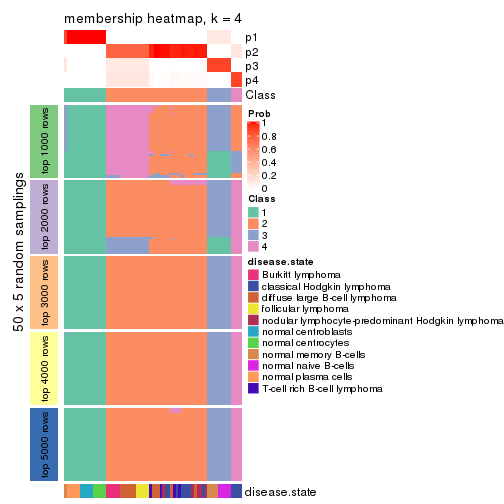 membership heatmap, k = 4
p1
p2
p3
p4
Class
50 x 5 random samplings
top 1000 rows
top 2000 rows
top 3000 rows
top 4000 rows
top 5000 rows
Prob
1
0.8
0.6
0.4
0.2
0
Class
1
2
3
4
disease.state
Burkitt lymphoma
classical Hodgkin lymphoma
diffuse large B-cell lymphoma
follicular lymphoma
nodular lymphocyte-predominant Hodgkin lymphoma
normal centroblasts
normal centrocytes
normal memory B-cells
normal naive B-cells
normal plasma cells
T-cell rich B-cell lymphoma
disease.state